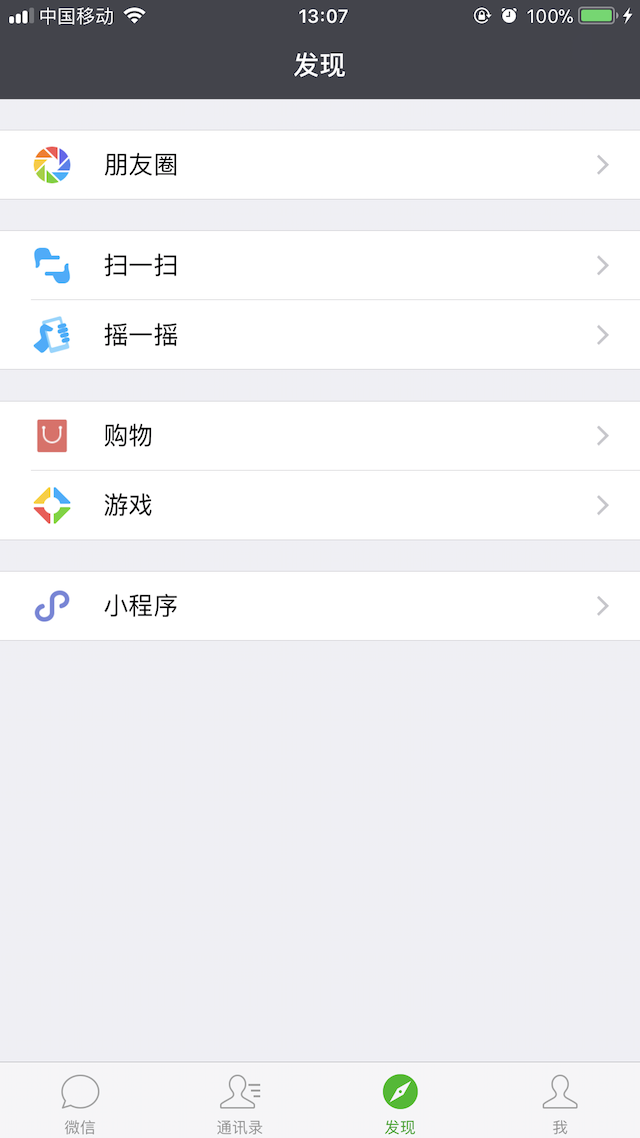 中国移动 13:07 100%
发现
朋友圈
扫一扫
摇一摇
购物
游戏
小程序
微信 通讯录 发现 我